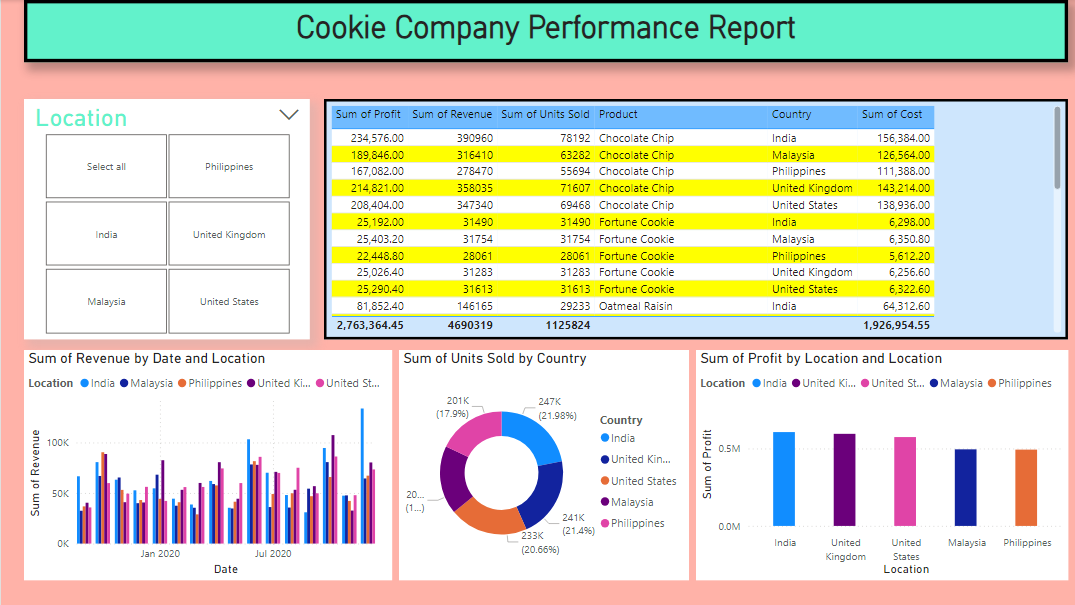 Cookie Company Performance Report
Location
Select all
Philippines
India
United Kingdom
Malaysia
United States
Sum of Profit Sum of Revenue Sum of Units Sold Product Country Sum of Cost
234,576.00 390960 78192 Chocolate Chip India 156,384.00
189,846.00 316410 63282 Chocolate Chip Malaysia 126,564.00
167,082.00 278470 55694 Chocolate Chip Philippines 111,388.00
214,821.00 358035 71607 Chocolate Chip United Kingdom 143,214.00
208,404.00 347340 69468 Chocolate Chip United States 138,936.00
25,192.00 31490 31490 Fortune Cookie India 6,298.00
25,403.20 31754 31754 Fortune Cookie Malaysia 6,350.80
22,448.80 28061 28061 Fortune Cookie Philippines 5,612.20
25,026.40 31283 31283 Fortune Cookie United Kingdom 6,256.60
25,290.40 31613 31613 Fortune Cookie United States 6,322.60
81,852.40 146165 29233 Oatmeal Raisin India 64,312.60
2,763,364.45 4690319 1125824 1,926,954.55
Sum of Revenue by Date and Location
Location India Malaysia Philippines United Ki... United St...
Sum of Revenue
100K
50K
0K
Jan 2020 Jul 2020
Date
Sum of Units Sold by Country
201K
(17.9%)
247K
(21.98%)
20...
(1...)
241K
(21.4%)
233K
(20.66%)
Country
India
United Kin...
United States
Malaysia
Philippines
Sum of Profit by Location and Location
Location India United Ki... United St... Malaysia Philippines
Sum of Profit
0.5M
0.0M
India
United
Kingdom
United
States
Malaysia
Philippines
Location